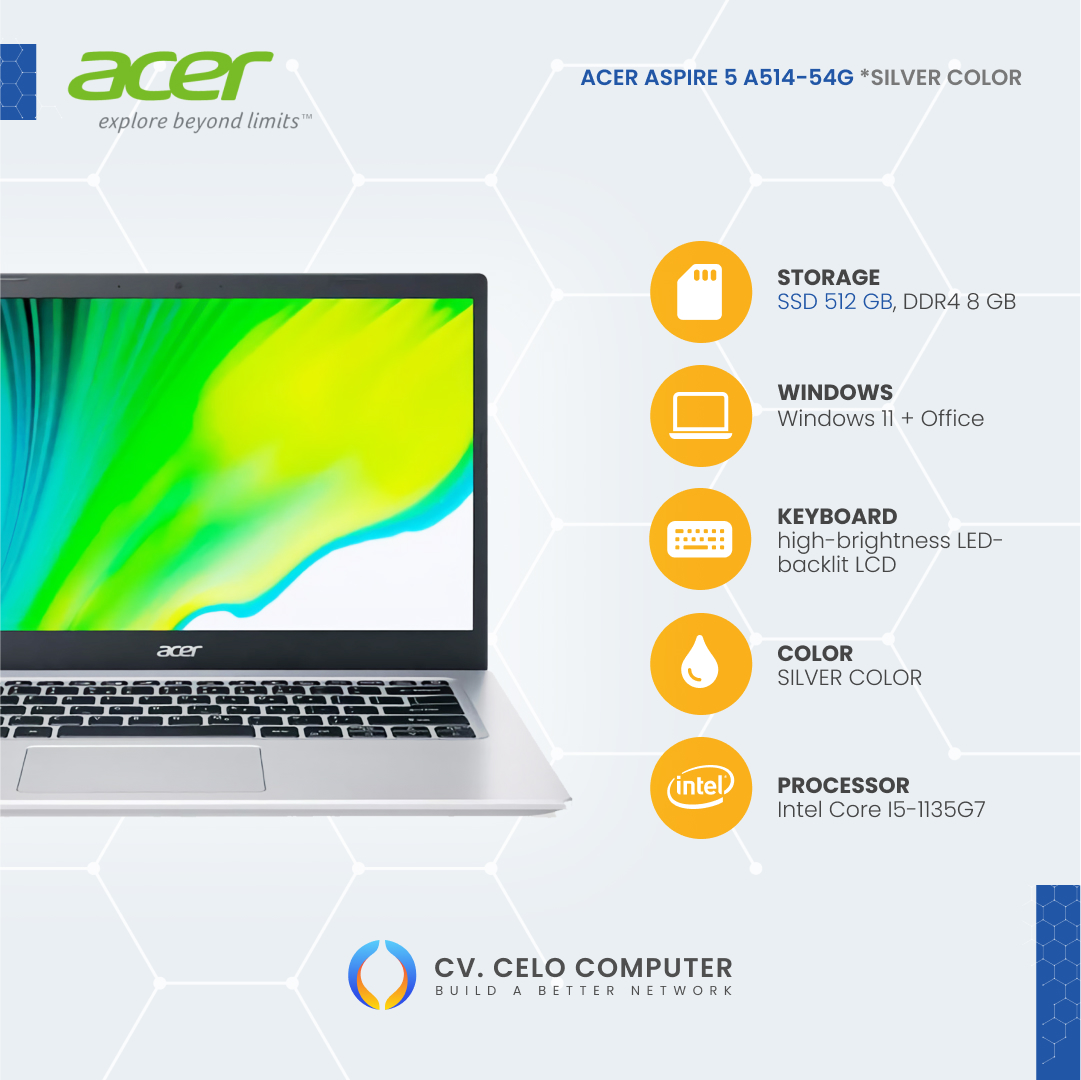 acer
explore beyond limits™
ACER ASPIRE 5 A514-54G *SILVER COLOR
STORAGE
SSD 512 GB, DDR4 8 GB
WINDOWS
Windows 11 + Office
KEYBOARD
high-brightness LED-
backlit LCD
COLOR
SILVER COLOR
intel
PROCESSOR
Intel Core I5-1135G7
acer
CV. CELO COMPUTER
BUILD A BETTER NETWORK